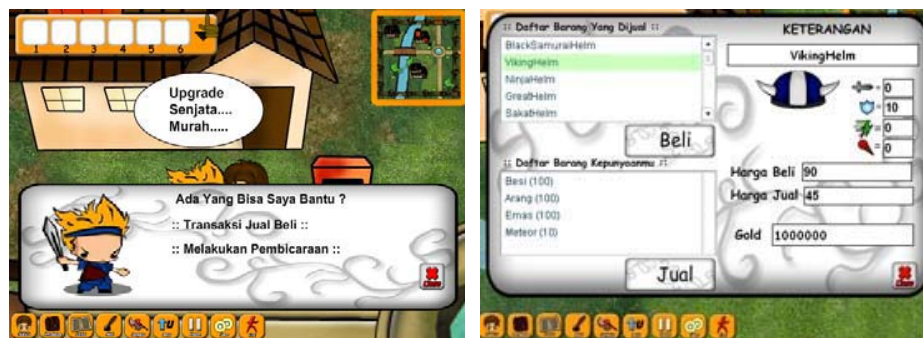 1 2 3 4 5 6
Upgrade
Senjata....
Murah.....
Ada Yang Bisa Saya Bantu ?
:: Transaksi Jual Beli ::
:: Melakukan Pembicaraan ::
:: Daftar Barang Yang Dijual ::
BlackSamuraiHelm
VikingHelm
NinjaHelm
GreatHelm
SakatHelm
Beli
:: Daftar Barang Kepunyaanmu ::
Besi (100)
Arang (100)
Emas (100)
Meteor (10)
Jual
KETERANGAN
VikingHelm
= 0
= 10
= 0
= 0
Harga Beli 90
Harga Jual 45
Gold 1000000